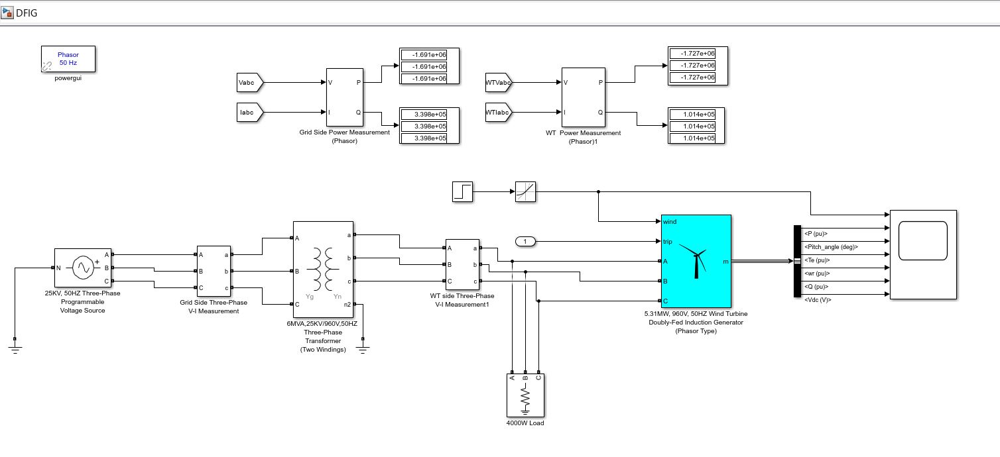 DFIG
Phasor
50 Hz
powergui
Vabc
Iabc
V
I
P
Q
Grid Side Power Measurement
(Phasor)
-1.691e+06
-1.691e+06
-1.691e+06
3.398e+05
3.398e+05
3.398e+05
WTVabc
WTIabc
V
I
P
Q
WT  Power Measurement
(Phasor)1
-1.727e+06
-1.727e+06
-1.727e+06
1.014e+05
1.014e+05
1.014e+05
N
A
B
C
+
25KV, 50HZ Three-Phase
Programmable
Voltage Source
A
B
C
a
b
c
Grid Side Three-Phase
V-I Measurement
A
B
C
a
b
c
n2
Yg
Yn
6MVA,25KV/960V,50HZ
Three-Phase
Transformer
(Two Windings)
A
B
C
a
b
c
WT side Three-Phase
V-I Measurement1
1
wind
trip
A
B
C
m
5.31MW, 960V, 50HZ Wind Turbine
Doubly-Fed Induction Generator
(Phasor Type)
<P (pu)>
<Pitch_angle (deg)>
<Te (pu)>
<wr (pu)>
<Q (pu)>
<Vdc (V)>
A
B
C
4000W Load